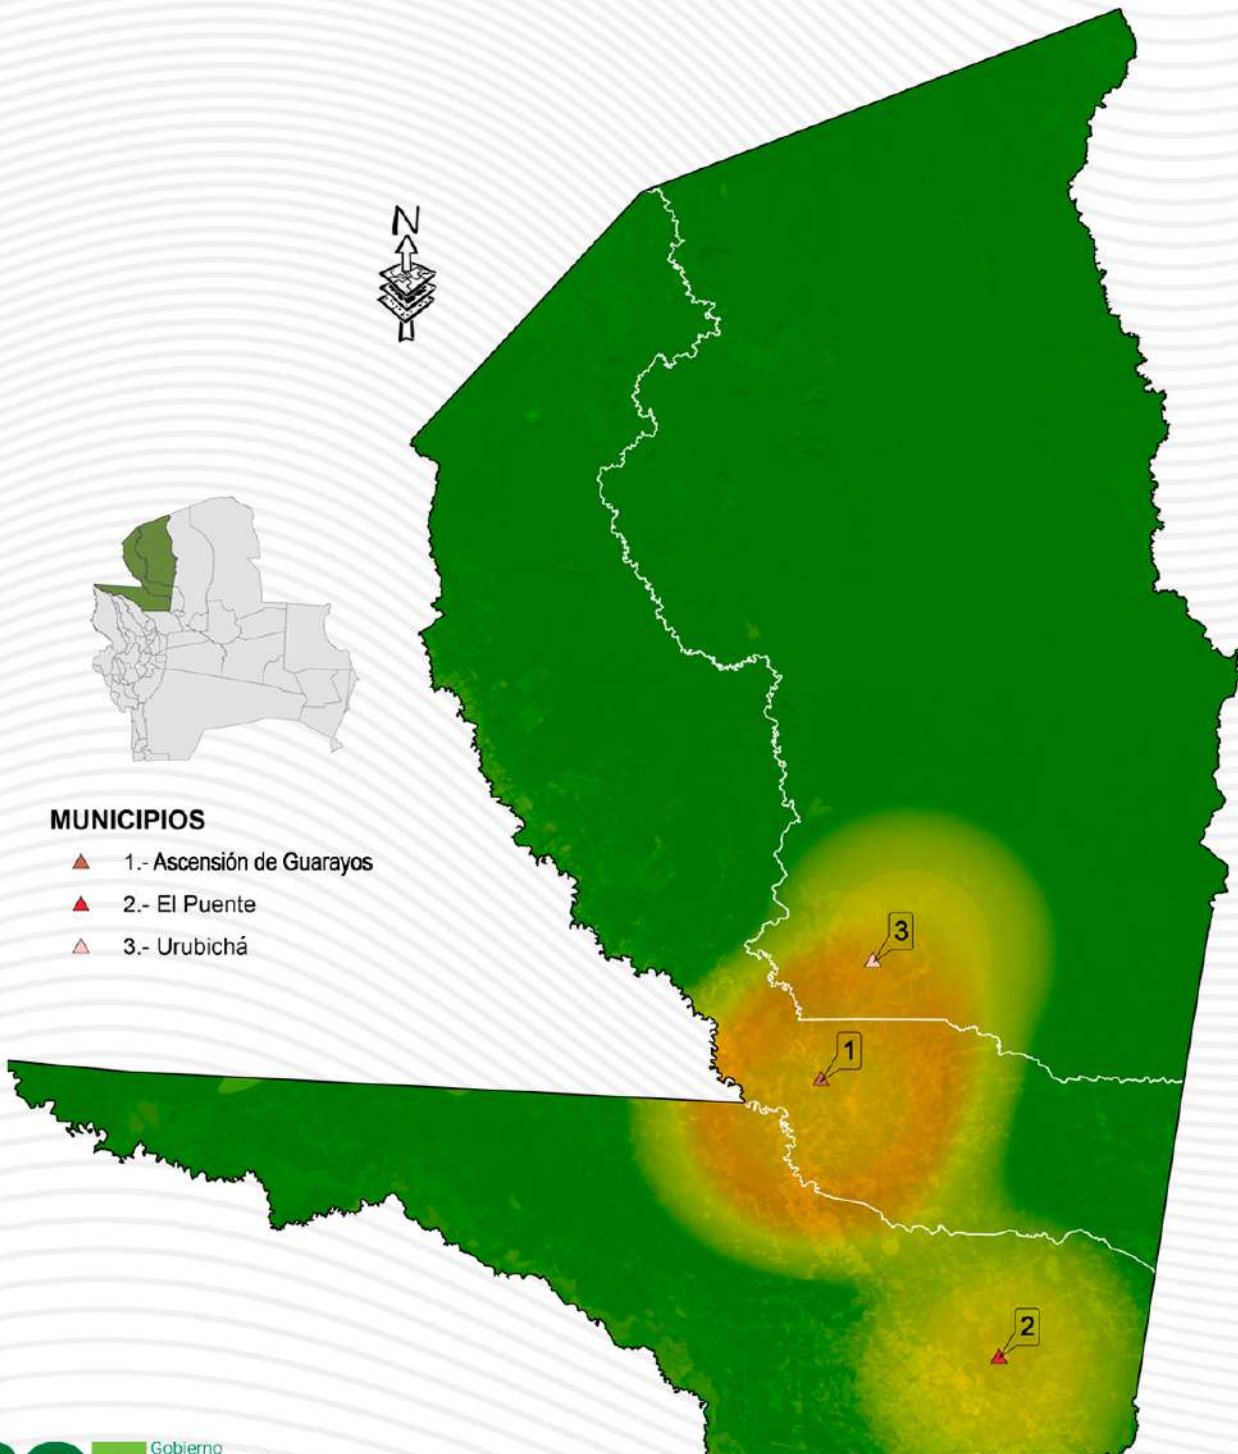 N
MUNICIPIOS
1.- Ascensión de Guarayos
2.- El Puente
3.- Urubichá
3
1
2
Gobierno